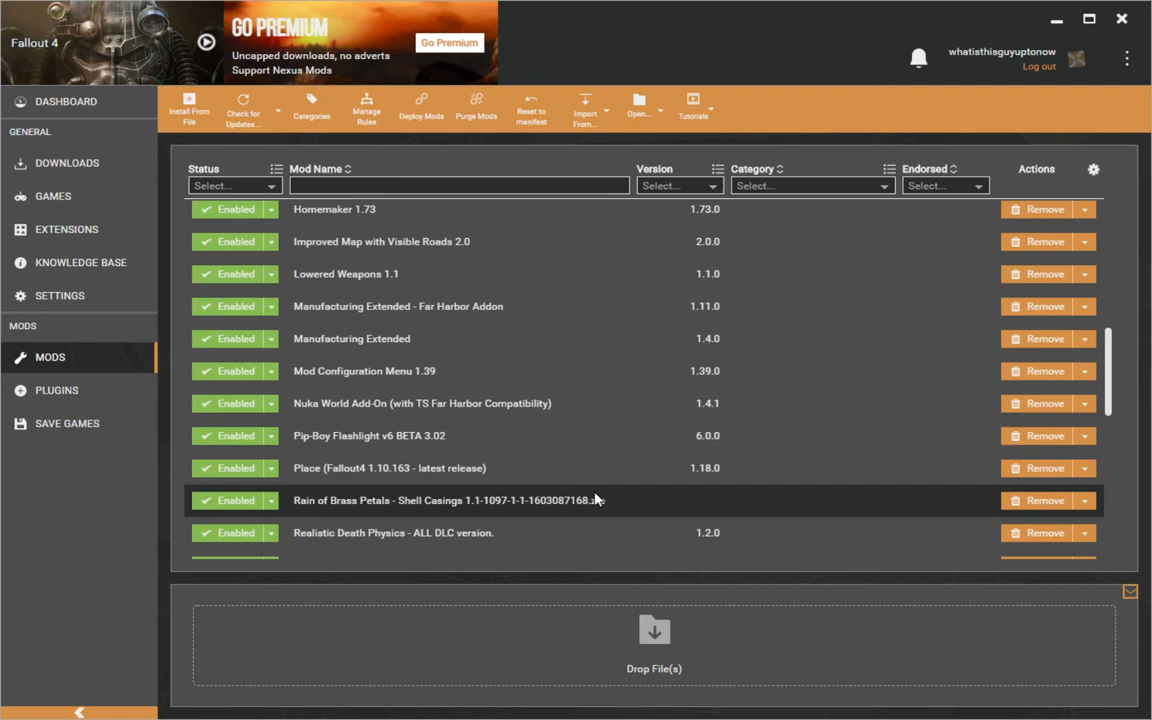 Fallout 4
GO PREMIUM
Uncapped downloads, no adverts
Support Nexus Mods
Go Premium
whatisthisguyuptonow
Log out
DASHBOARD
GENERAL
DOWNLOADS
GAMES
EXTENSIONS
KNOWLEDGE BASE
SETTINGS
MODS
MODS
PLUGINS
SAVE GAMES
Install From File
Check for Updates...
Categories
Manage Rules
Deploy Mods
Purge Mods
Reset to manifest
Import From...
Open...
Tutorials
Status Mod Name Version Category Endorsed Actions
Select... Select... Select... Select...
Enabled Homemaker 1.73 1.73.0 Remove
Enabled Improved Map with Visible Roads 2.0 2.0.0 Remove
Enabled Lowered Weapons 1.1 1.1.0 Remove
Enabled Manufacturing Extended - Far Harbor Addon 1.11.0 Remove
Enabled Manufacturing Extended 1.4.0 Remove
Enabled Mod Configuration Menu 1.39 1.39.0 Remove
Enabled Nuka World Add-On (with TS Far Harbor Compatibility) 1.4.1 Remove
Enabled Pip-Boy Flashlight v6 BETA 3.02 6.0.0 Remove
Enabled Place (Fallout4 1.10.163 - latest release) 1.18.0 Remove
Enabled Rain of Brass Petals - Shell Casings 1.1-1097-1-1-1603087168. Remove
Enabled Realistic Death Physics - ALL DLC version. 1.2.0 Remove
Drop File(s)